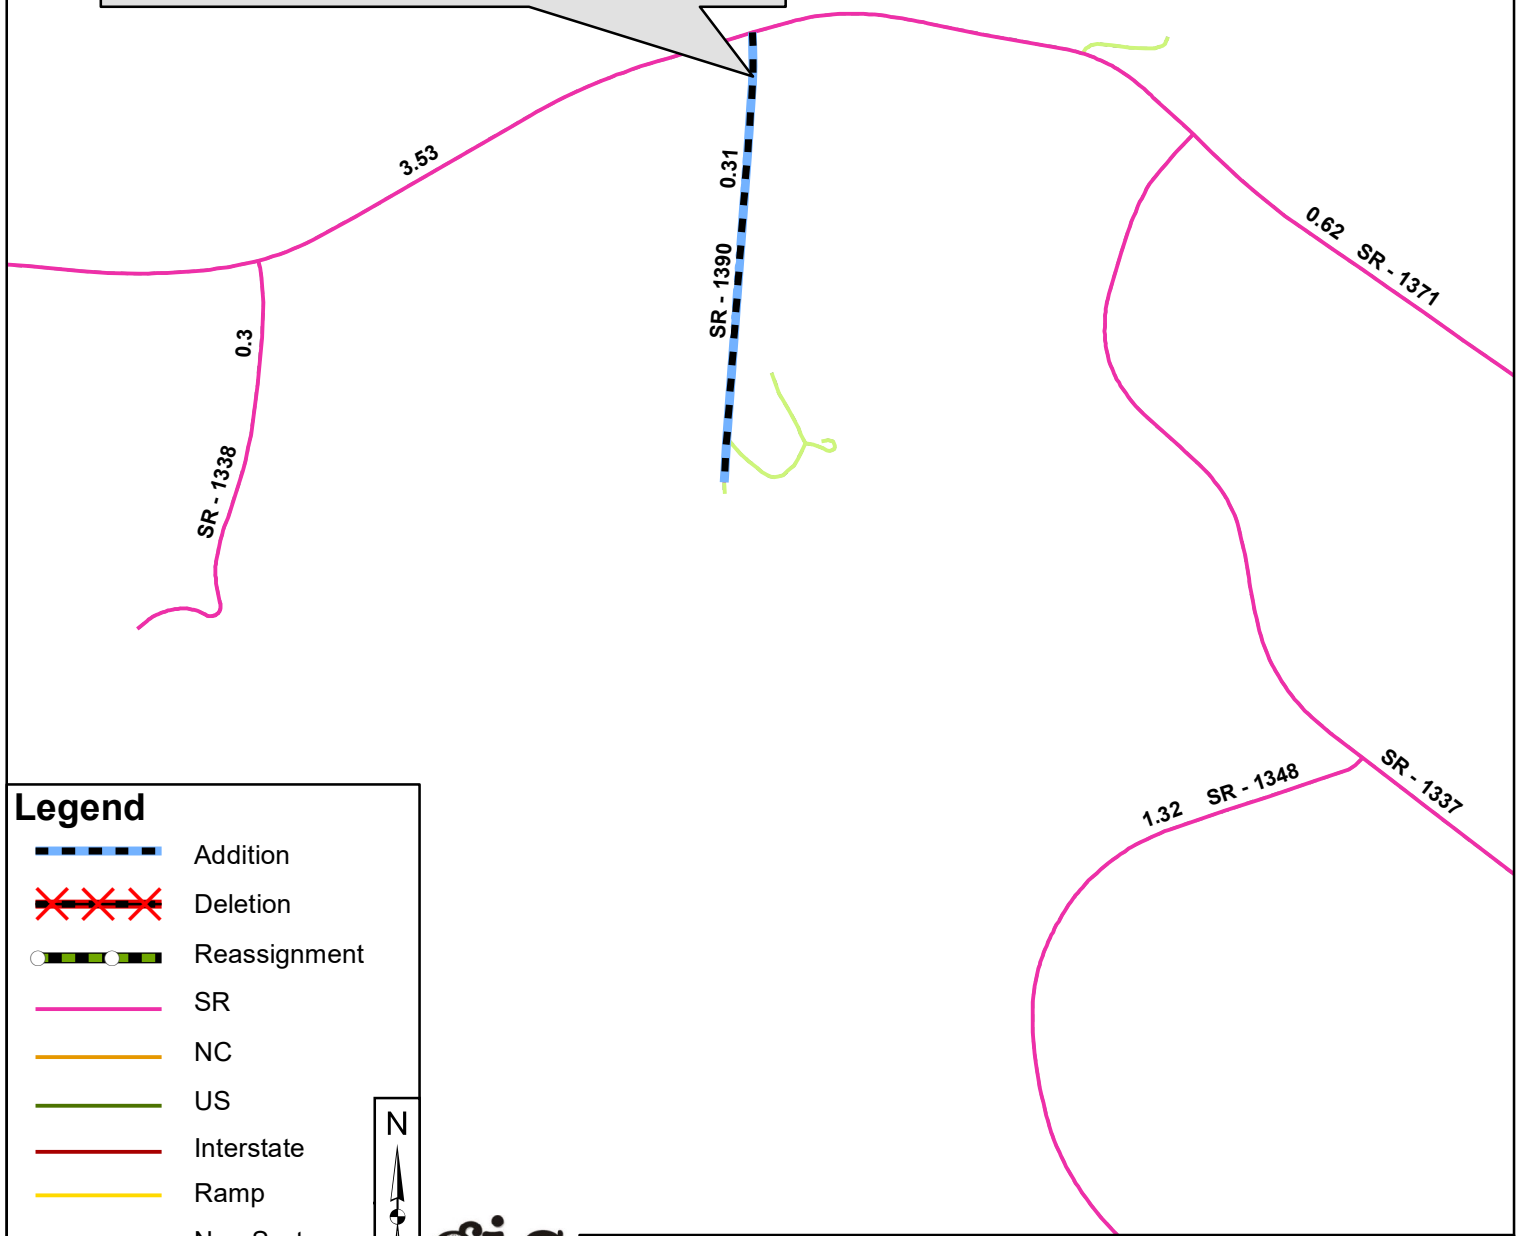 3.53
0.31
SR - 1390
0.62 SR - 1371
0.3
SR - 1338
1.32 SR - 1348
SR - 1337
Legend
Addition
Deletion
Reassignment
SR
NC
US
Interstate
Ramp
N